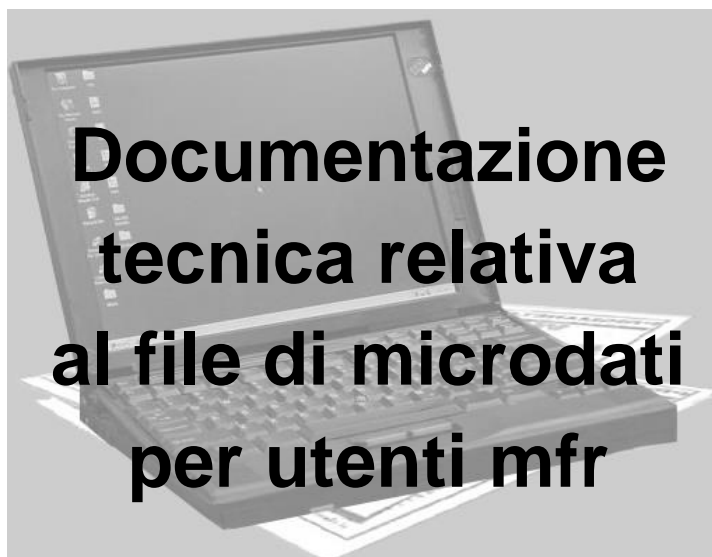 Documentazione
tecnica relativa
al file di microdati
per utenti mfr